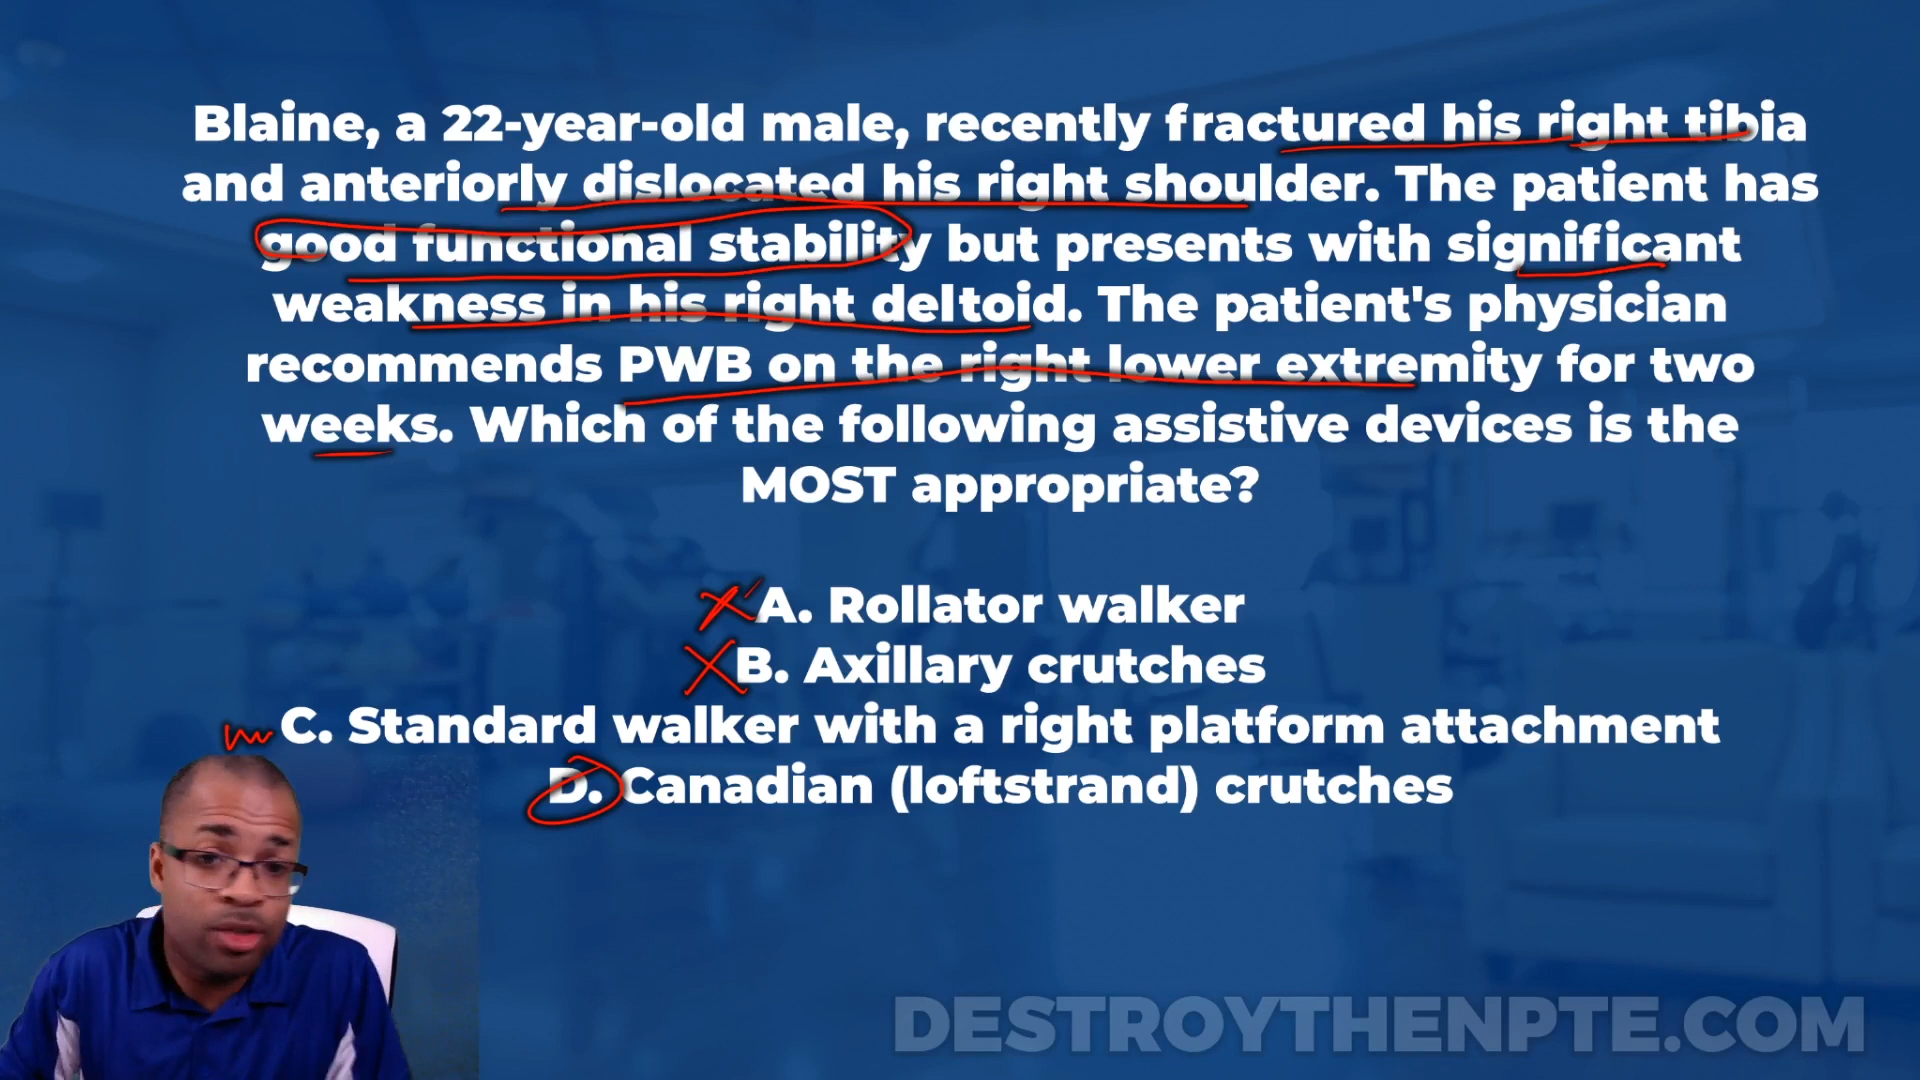 Blaine, a 22-year-old male, recently fractured his right tibia
and anteriorly dislocated his right shoulder. The patient has
good functional stability but presents with significant
weakness in his right deltoid. The patient's physician
recommends PWB on the right lower extremity for two
weeks. Which of the following assistive devices is the
MOST appropriate?
A. Rollator walker
B. Axillary crutches
C. Standard walker with a right platform attachment
D. Canadian (loftstrand) crutches
DESTROYTHENPTE.COM